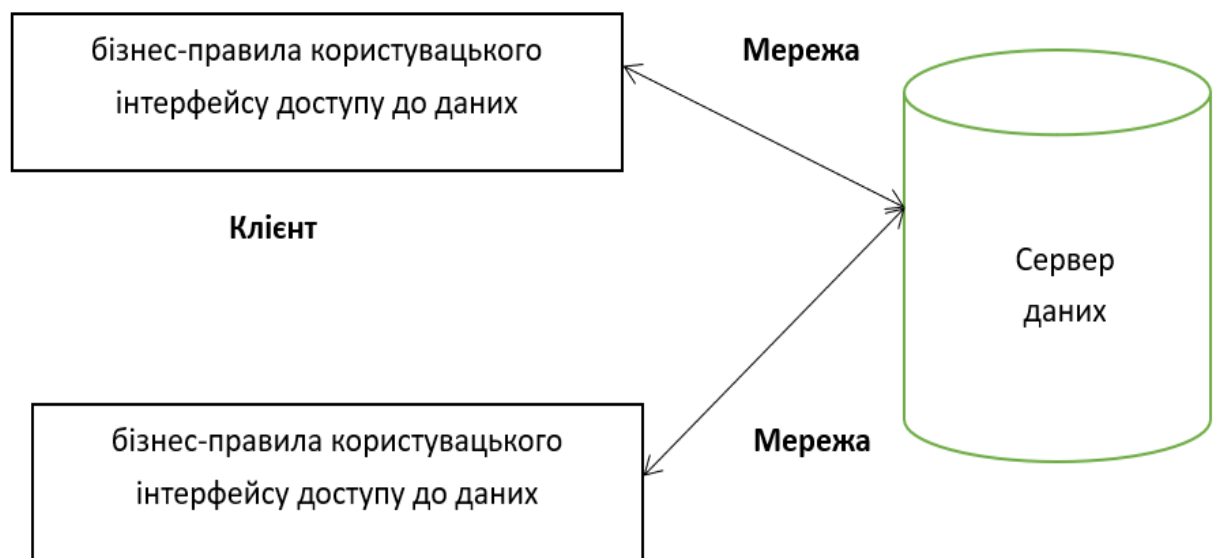 бізнес-правила користувацького
інтерфейсу доступу до даних
Мережа
Клієнт
Сервер
даних
бізнес-правила користувацького
інтерфейсу доступу до даних
Мережа